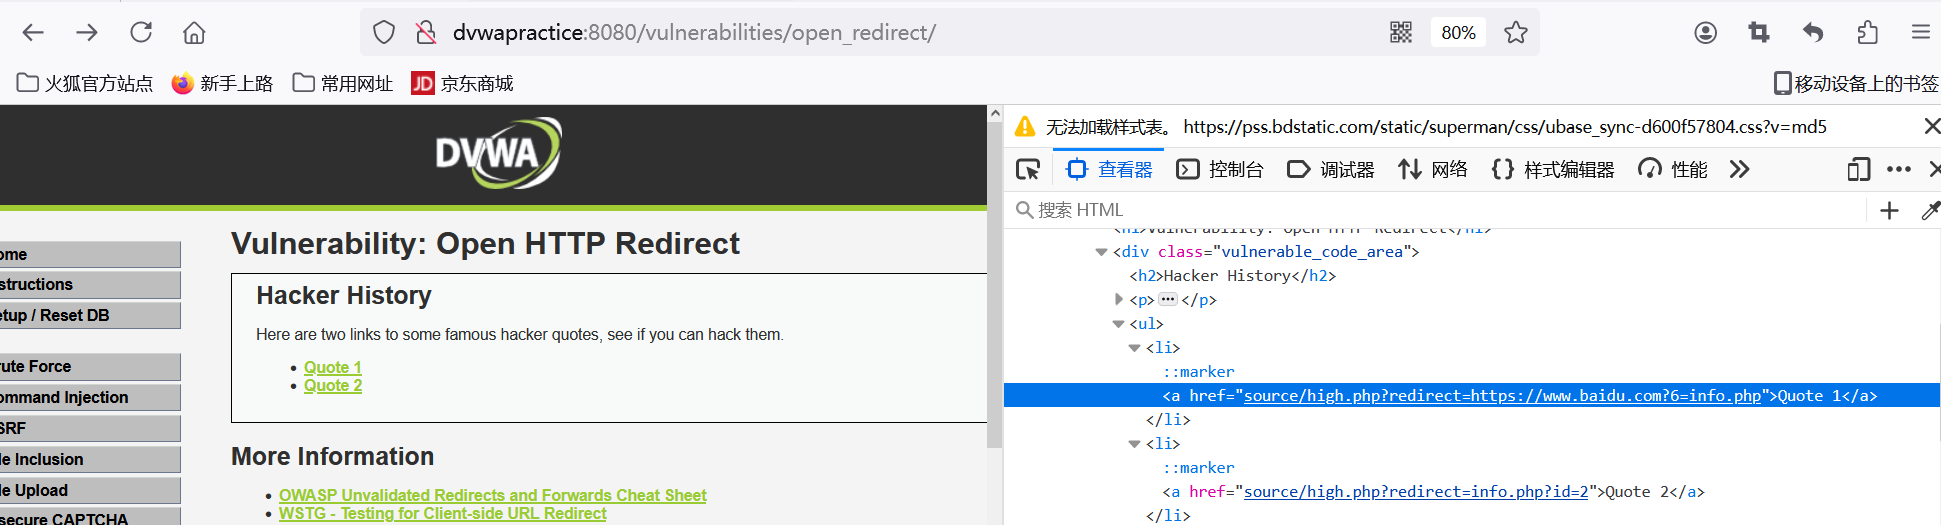 dvwapractice:8080/vulnerabilities/open_redirect/
80%
火狐官方站点
新手上路
常用网址
JD 京东商城
移动设备上的书签
DVWA
ome
structions
etup / Reset DB
rute Force
ommand Injection
SRF
le Inclusion
le Upload
secure CAPTCHA
Vulnerability: Open HTTP Redirect
Hacker History
Here are two links to some famous hacker quotes, see if you can hack them.
• Quote 1
• Quote 2
More Information
• OWASP Unvalidated Redirects and Forwards Cheat Sheet
• WSTG - Testing for Client-side URL Redirect
无法加载样式表。 https://pss.bdstatic.com/static/superman/css/ubase_sync-d600f57804.css?v=md5
查看器 控制台 调试器 网络 样式编辑器 性能
搜索 HTML
<h1>Vulnerability: Open HTTP Redirect</h1>
<div class="vulnerable_code_area">
<h2>Hacker History</h2>
<p>…</p>
<ul>
<li>
::marker
<a href="source/high.php?redirect=https://www.baidu.com?6=info.php">Quote 1</a>
</li>
<li>
::marker
<a href="source/high.php?redirect=info.php?id=2">Quote 2</a>
</li>